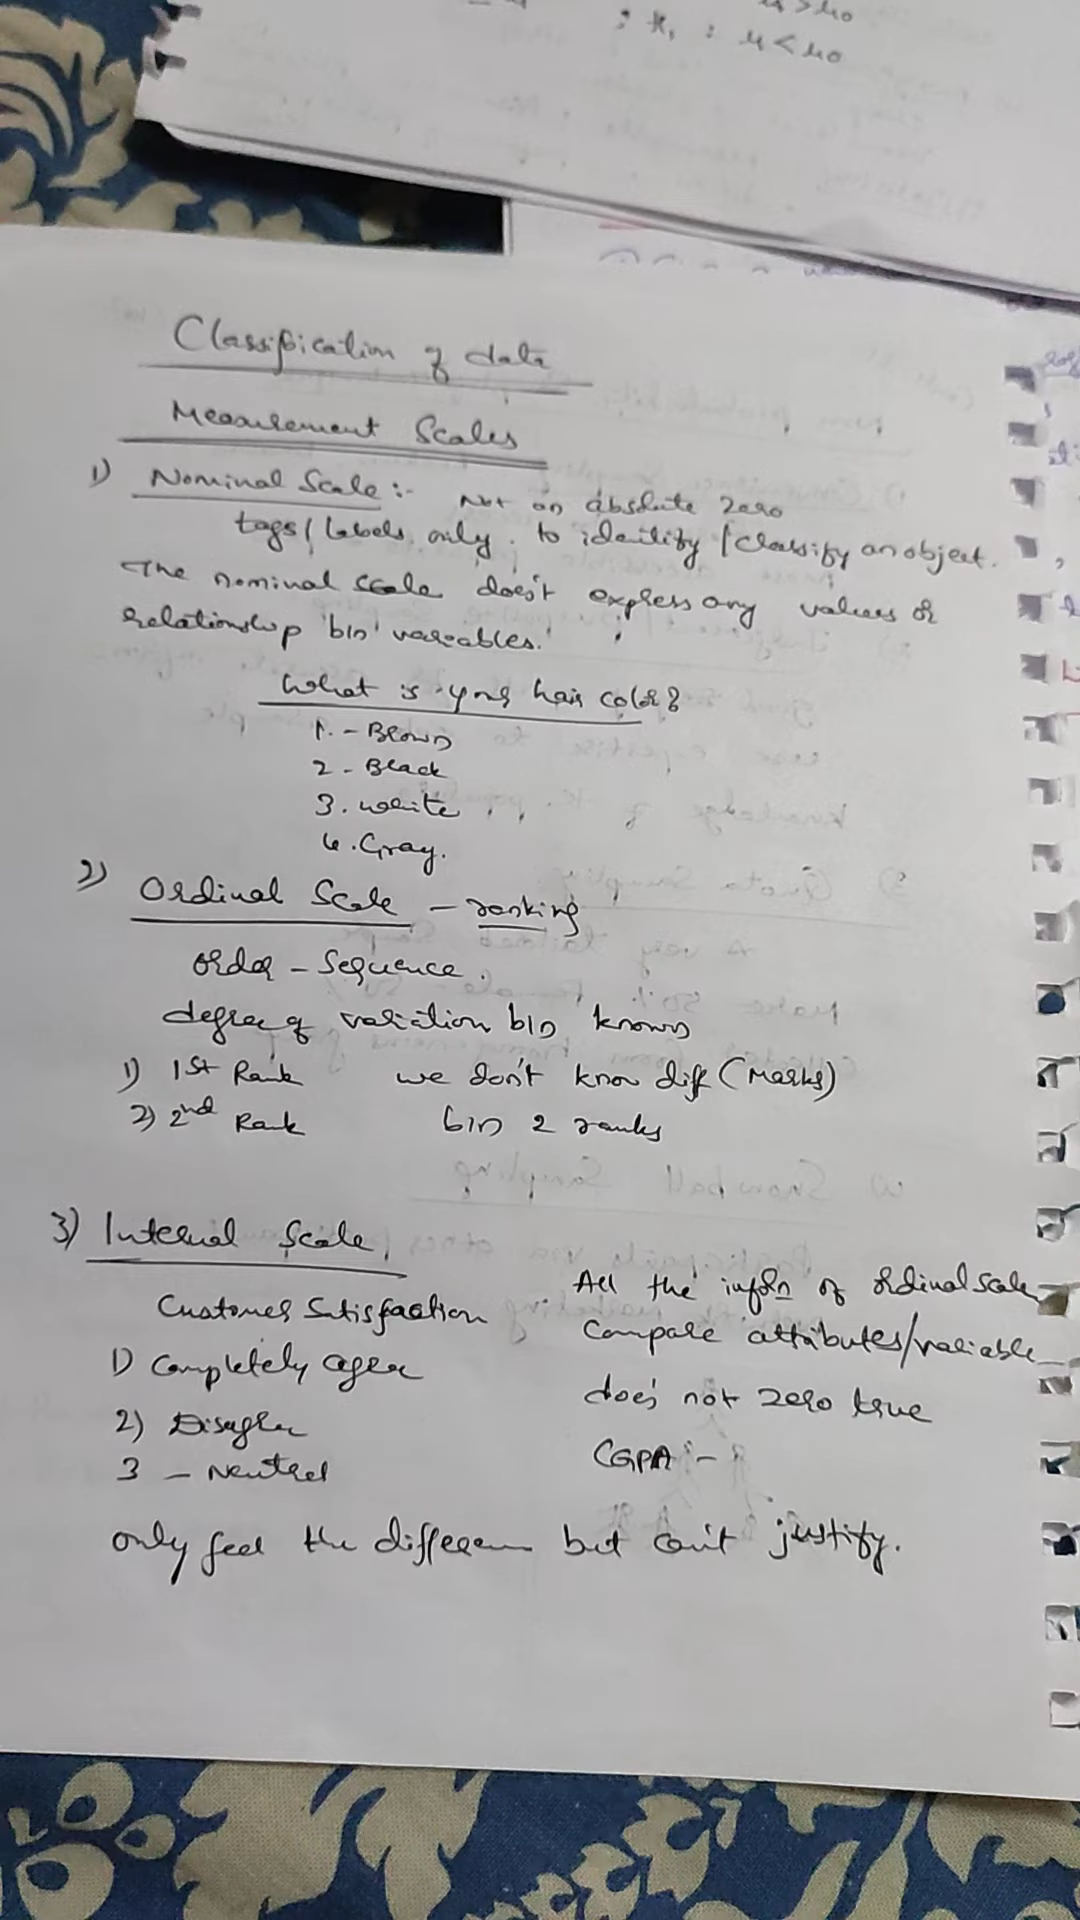 μ > μ0
; H, : μ < μ0
Classification of data
Measurement Scales
1) Nominal Scale :- Not on absolute zero
tags / labels only. to identify / classify an object.
The nominal scale does't express any values or
relationship b/n variables.
What is your hair color?
1. - Brown
2 - Black
3. white
4. Gray.
2) Ordinal Scale - ranking
order - Sequence.
degree of variation b/n known
1) 1st Rank we don't know diff (Marks)
2) 2nd Rank b/n 2 ranks
3) Interval Scale
All the inforn of ordinal scale
Customer Satisfaction
Compare attributes/variable
1) Completely agree
does not zero true
2) Disagree
CGPA -
3 - Neutral
only feel the differen but can't justify.